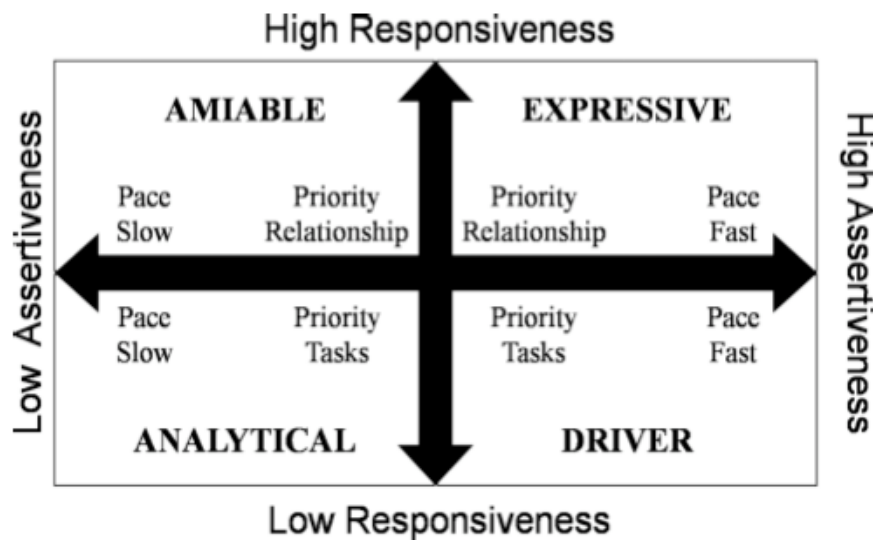 High Responsiveness
AMIABLE
EXPRESSIVE
Low Assertiveness
High Assertiveness
Pace
Slow
Priority
Relationship
Priority
Relationship
Pace
Fast
Pace
Slow
Priority
Tasks
Priority
Tasks
Pace
Fast
ANALYTICAL
DRIVER
Low Responsiveness